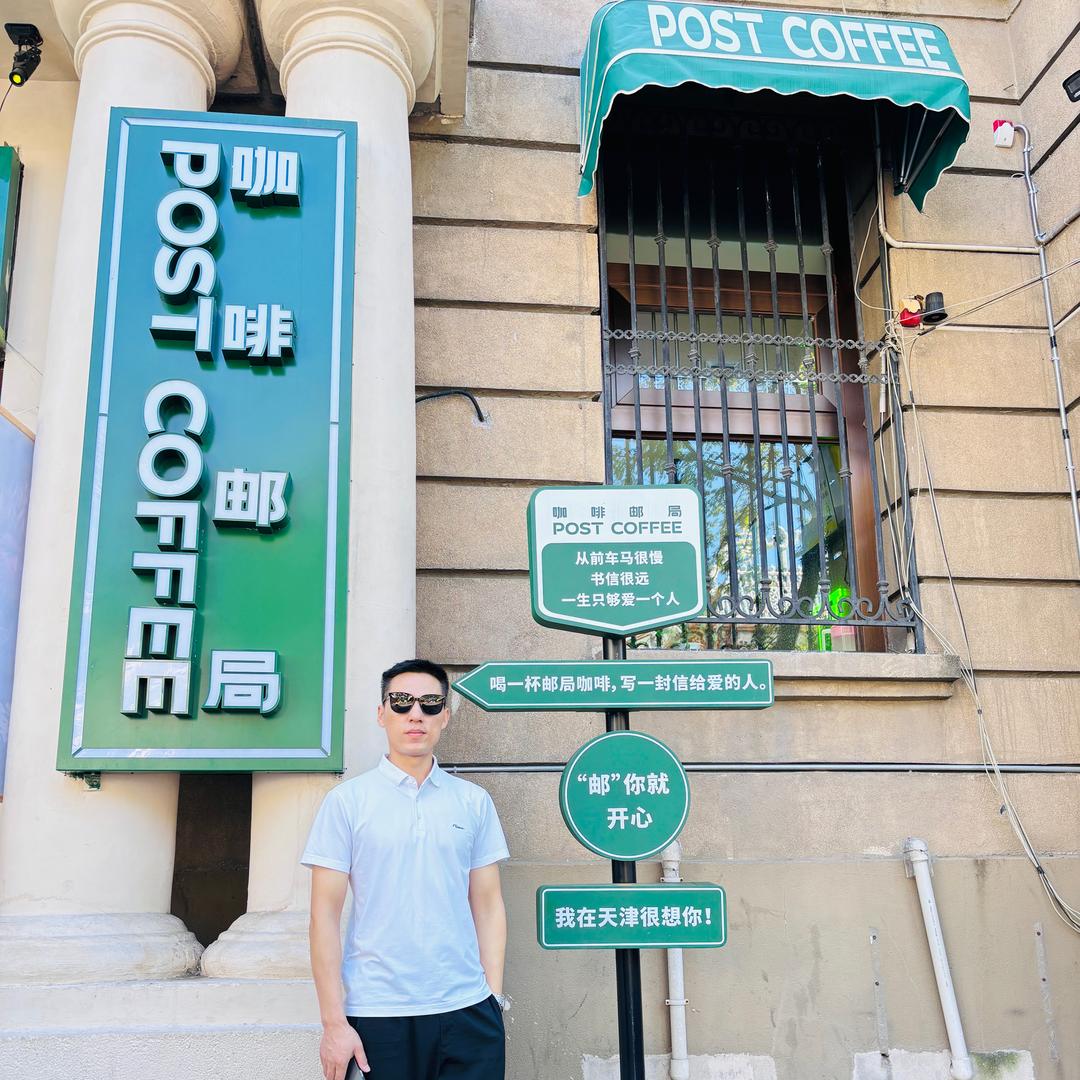 POST COFFEE
咖啡邮局
POST COFFEE
咖啡邮局
POST COFFEE
从前车马很慢
书信很远
一生只够爱一个人
喝一杯邮局咖啡，写一封信给爱的人。
“邮”你就
开心
我在天津很想你！